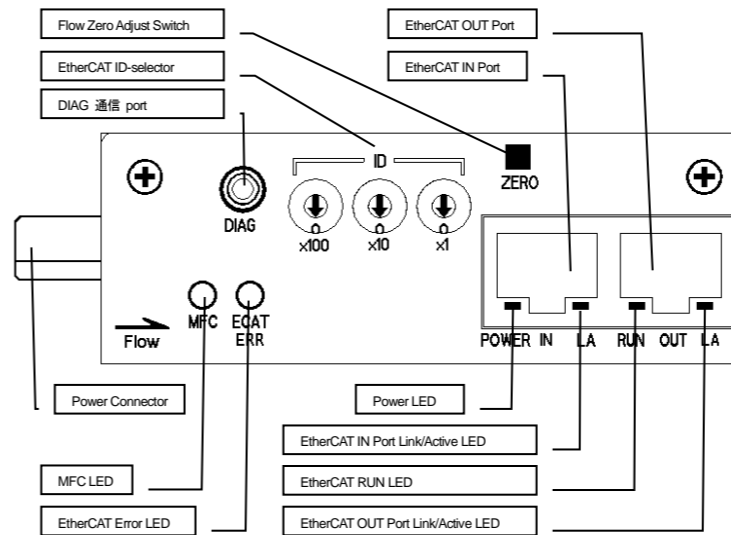 Flow Zero Adjust Switch
EtherCAT OUT Port
EtherCAT ID-selector
EtherCAT IN Port
DIAG 通信 port
ID
ZERO
DIAG
0 0 0
x100 x10 x1
MFC
ECAT
ERR
Flow
POWER IN LA RUN OUT LA
Power Connector
Power LED
EtherCAT IN Port Link/Active LED
MFC LED
EtherCAT RUN LED
EtherCAT Error LED
EtherCAT OUT Port Link/Active LED